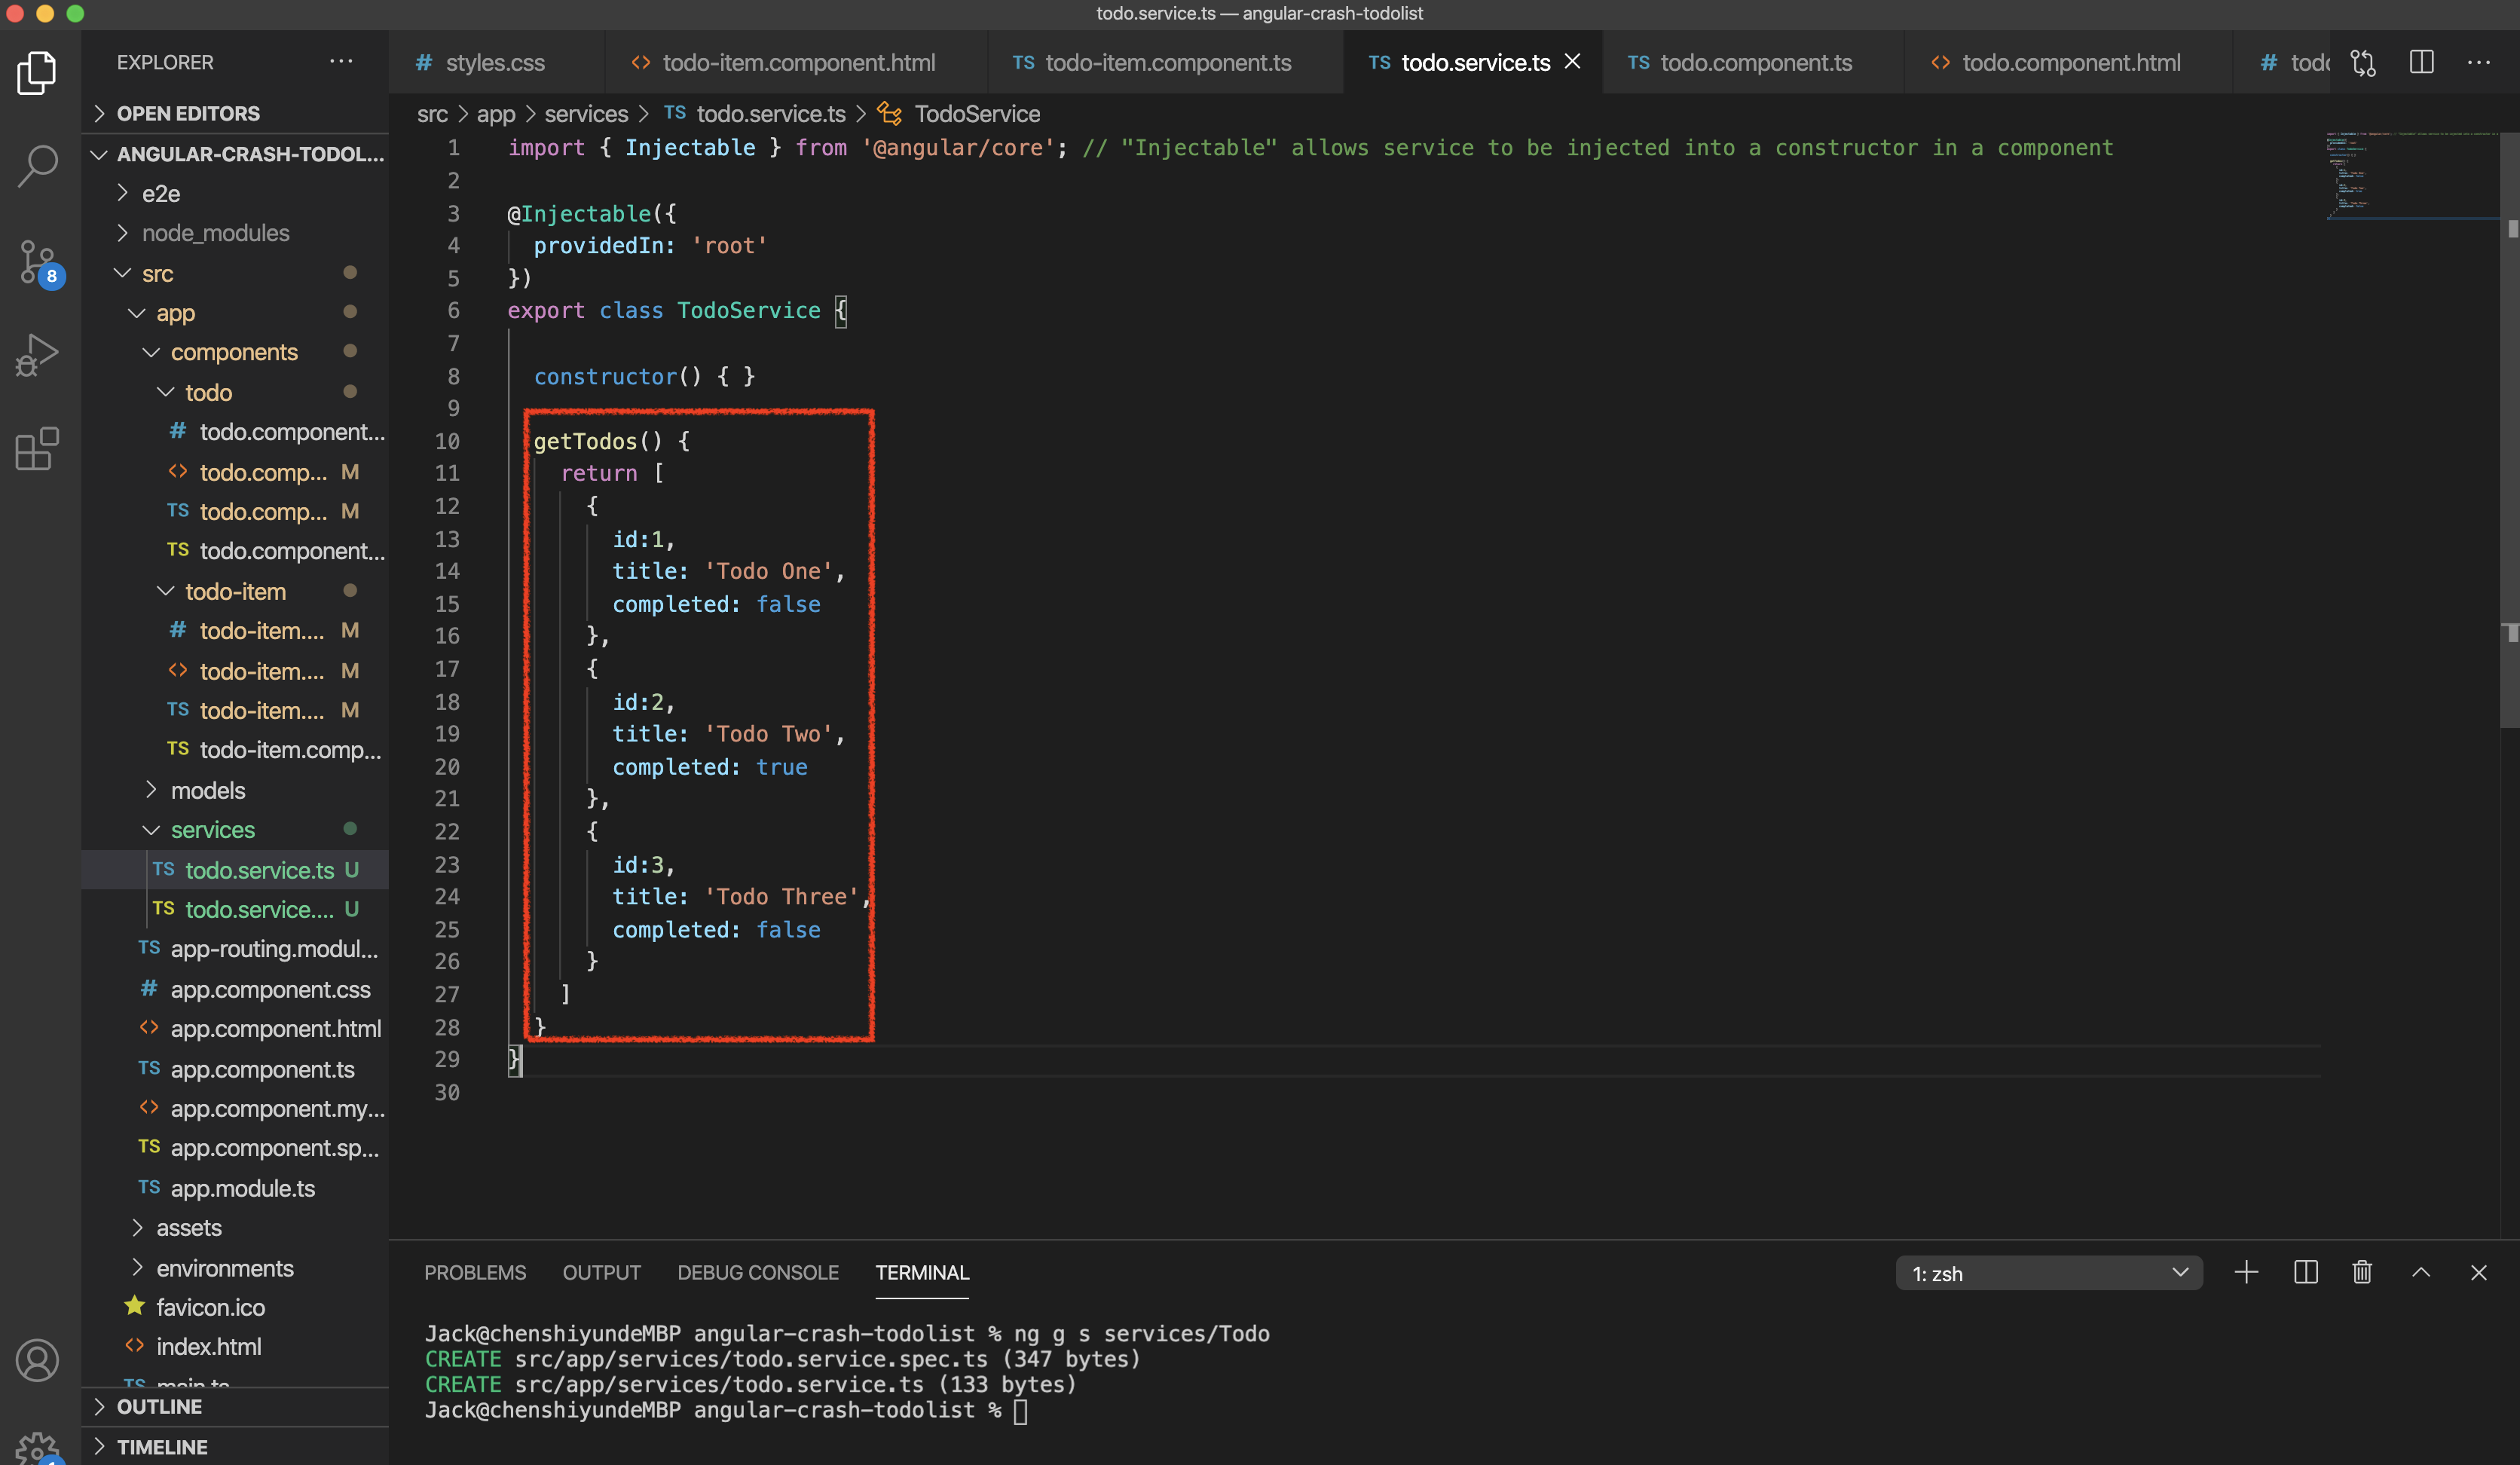 todo.service.ts — angular-crash-todolist
EXPLORER
OPEN EDITORS
ANGULAR-CRASH-TODOL...
e2e
node_modules
src
app
components
todo
# todo.component...
<> todo.comp... M
TS todo.comp... M
TS todo.component...
todo-item
# todo-item.... M
<> todo-item.... M
TS todo-item.... M
TS todo-item.comp...
models
services
TS todo.service.ts U
TS todo.service.... U
TS app-routing.modul...
# app.component.css
<> app.component.html
TS app.component.ts
<> app.component.my...
TS app.component.sp...
TS app.module.ts
assets
environments
favicon.ico
<> index.html
TS main.ts
OUTLINE
TIMELINE
8
1
# styles.css
<> todo-item.component.html
TS todo-item.component.ts
TS todo.service.ts
TS todo.component.ts
<> todo.component.html
# todo
src > app > services > TS todo.service.ts > TodoService
1 import { Injectable } from '@angular/core'; // "Injectable" allows service to be injected into a constructor in a component
2
3 @Injectable({
4 providedIn: 'root'
5 })
6 export class TodoService {
7
8 constructor() { }
9
10 getTodos() {
11 return [
12 {
13 id:1,
14 title: 'Todo One',
15 completed: false
16 },
17 {
18 id:2,
19 title: 'Todo Two',
20 completed: true
21 },
22 {
23 id:3,
24 title: 'Todo Three',
25 completed: false
26 }
27 ]
28 }
29 }
30
PROBLEMS OUTPUT DEBUG CONSOLE TERMINAL
1: zsh
Jack@chenshiyundeMBP angular-crash-todolist % ng g s services/Todo
CREATE src/app/services/todo.service.spec.ts (347 bytes)
CREATE src/app/services/todo.service.ts (133 bytes)
Jack@chenshiyundeMBP angular-crash-todolist %